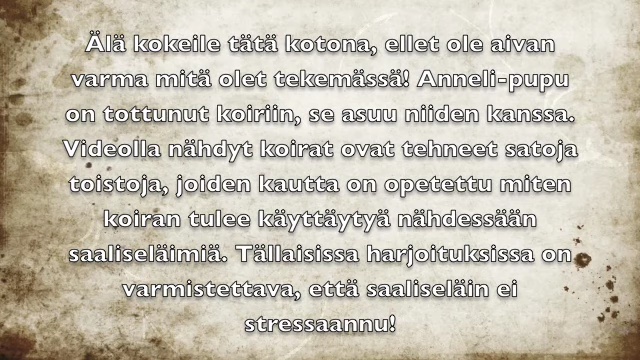 Älä kokeile tätä kotona, ellet ole aivan
varma mitä olet tekemässä! Anneli-pupu
on tottunut koiriin, se asuu niiden kanssa.
Videolla nähdyt koirat ovat tehneet satoja
toistoja, joiden kautta on opetettu miten
koiran tulee käyttäytyä nähdessään
saaliseläimiä. Tällaisissa harjoituksissa on
varmistettava, että saaliseläin ei
stressaannu!